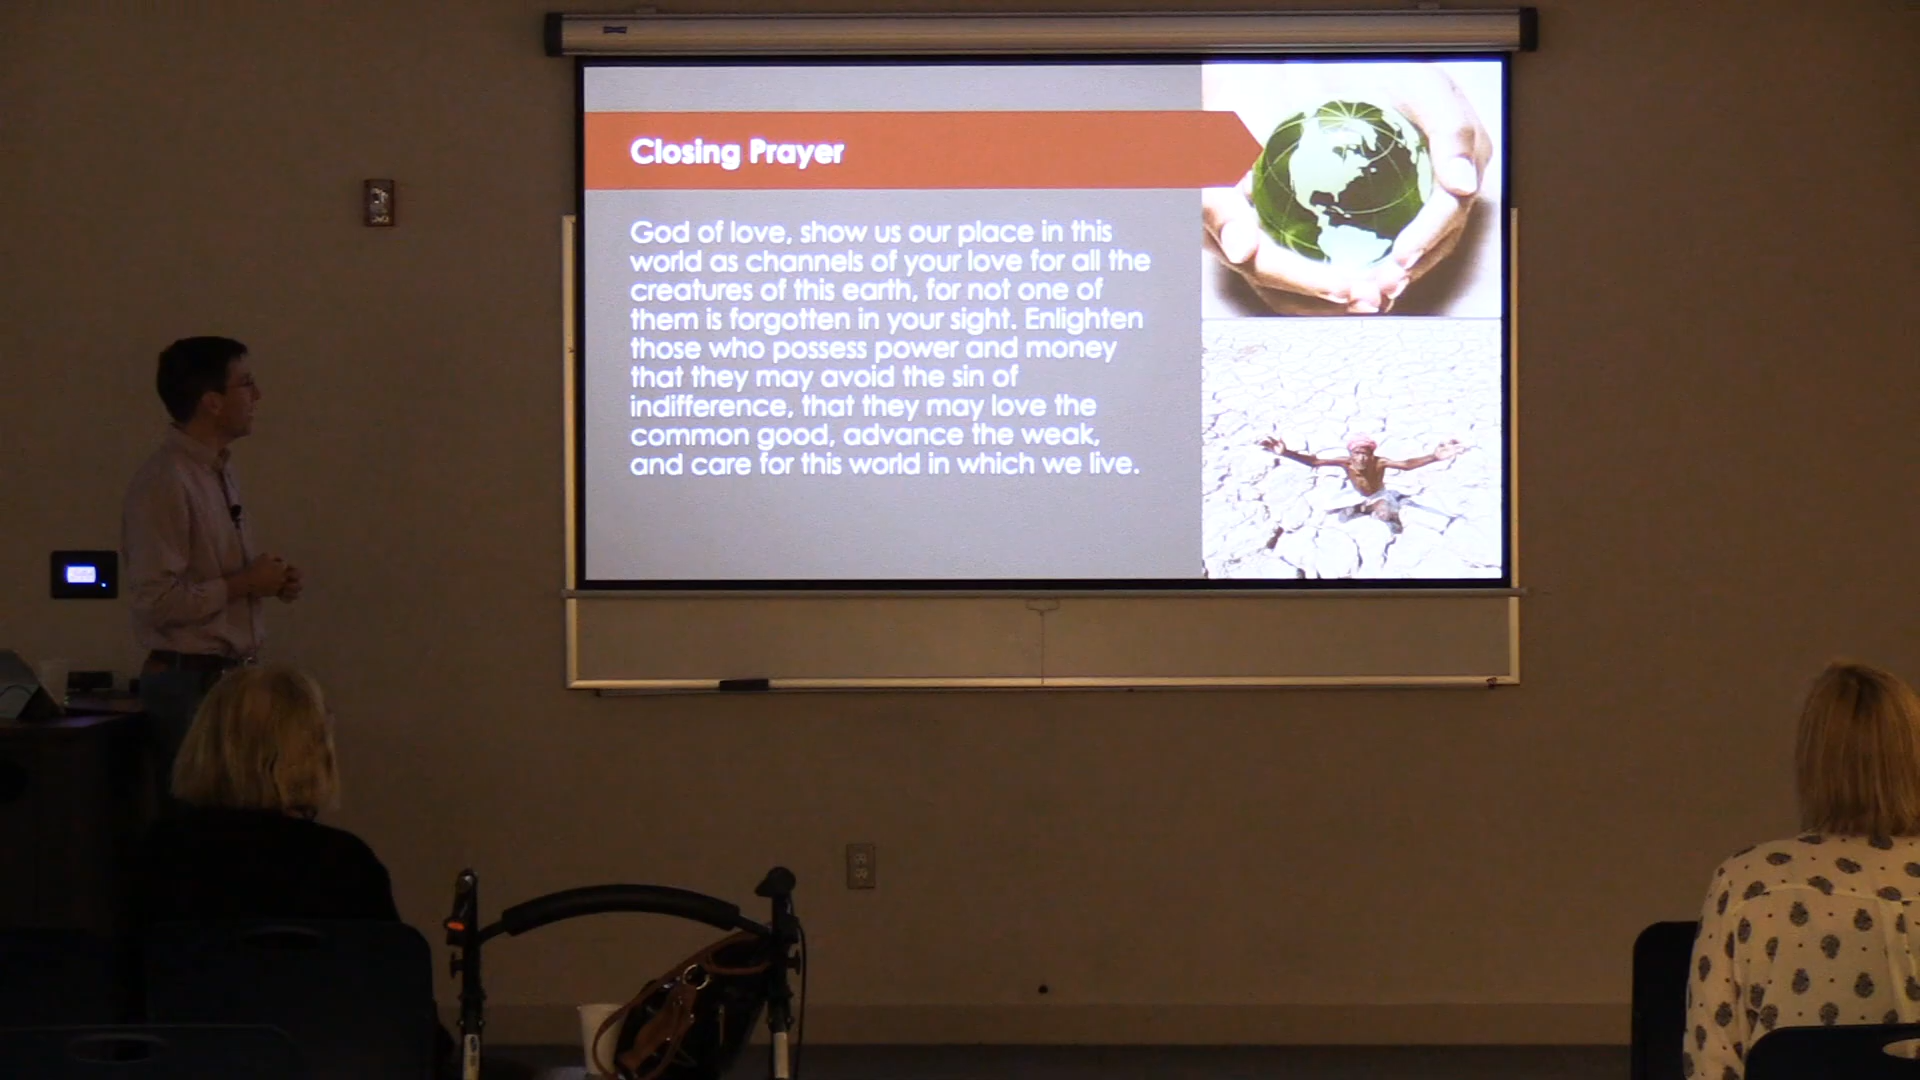 Closing Prayer
God of love, show us our place in this
world as channels of your love for all the
creatures of this earth, for not one of
them is forgotten in your sight. Enlighten
those who possess power and money
that they may avoid the sin of
indifference, that they may love the
common good, advance the weak,
and care for this world in which we live.